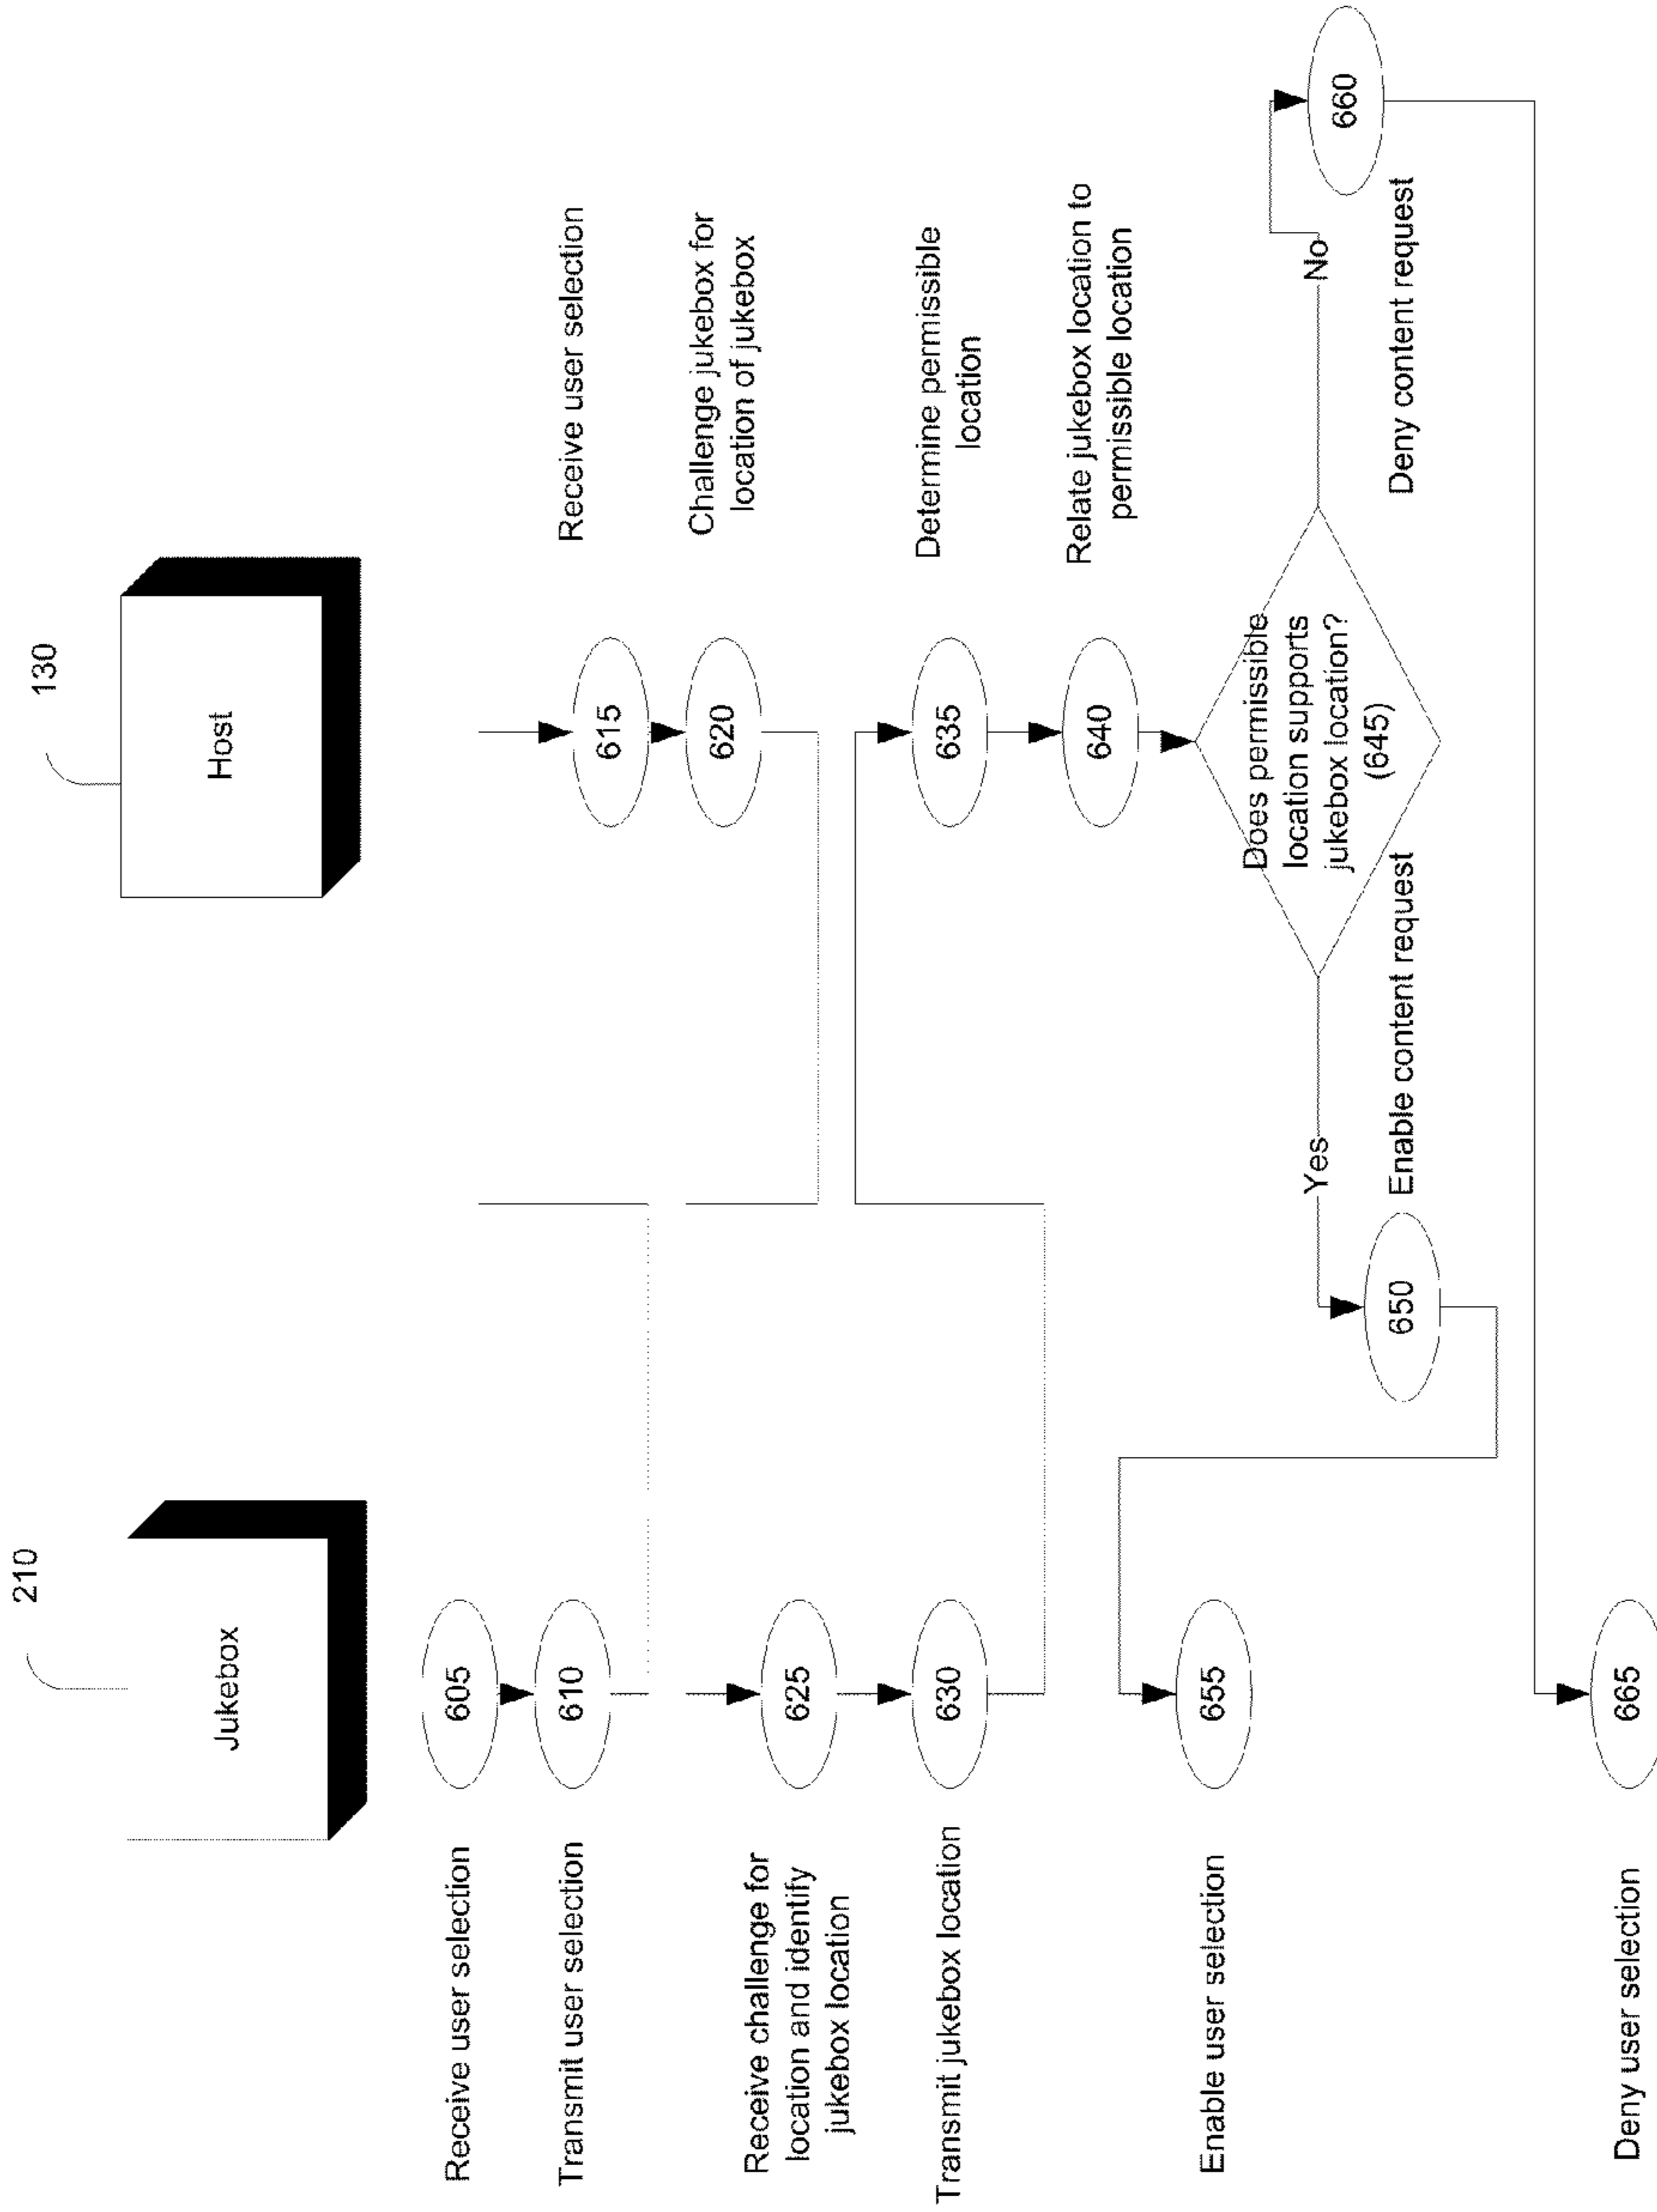 210
130
Jukebox
Host
Receive user selection
605
Transmit user selection
610
615
Receive user selection
620
Challenge jukebox for
location of jukebox
Receive challenge for
location and identify
jukebox location
625
Transmit jukebox location
630
635
Determine permissible
location
640
Relate jukebox location to
permissible location
Does permissible
location supports
jukebox location?
(645)
Yes
No
Enable user selection
655
650
Enable content request
660
Deny content request
Deny user selection
665